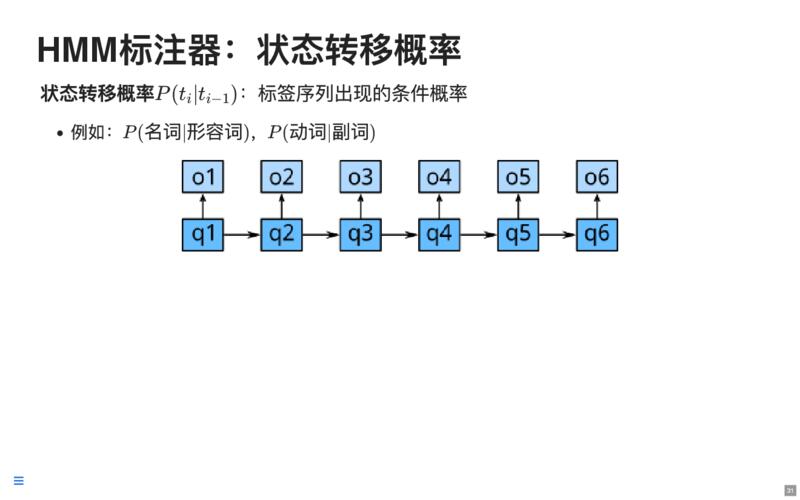 HMM标注器：状态转移概率
状态转移概率P(t_i|t_{i−1})：标签序列出现的条件概率
• 例如：P(名词|形容词)，P(动词|副词)
o1 o2 o3 o4 o5 o6
q1 q2 q3 q4 q5 q6
31